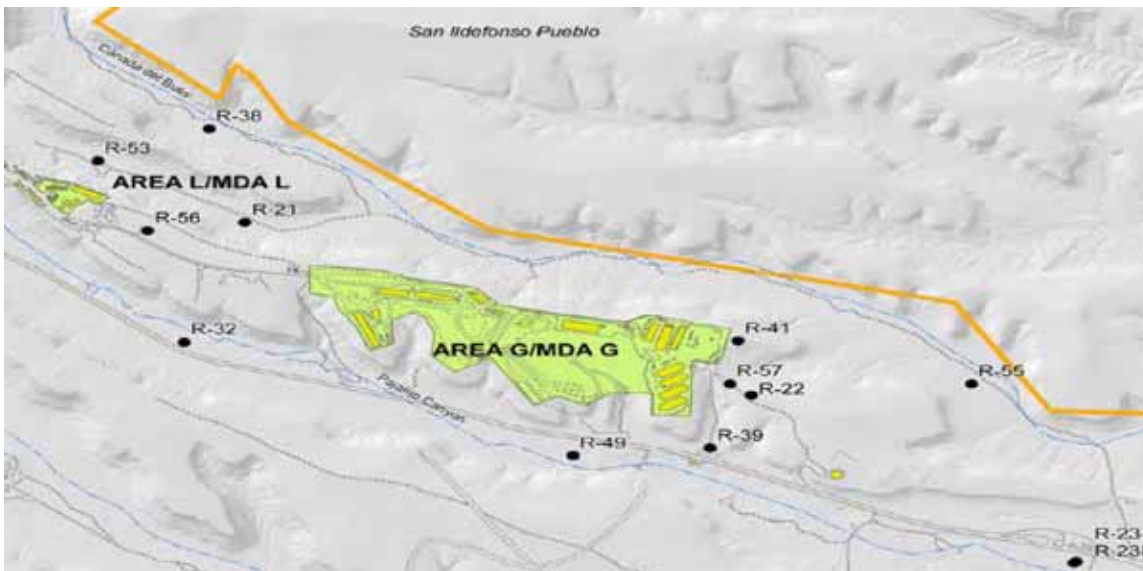 San Ildefonso Pueblo
Cañada del Buey
R-38
R-53
AREA L/MDA L
R-56
R-21
R-32
AREA G/MDA G
R-41
R-57
R-22
R-55
Pajarito Canyon
R-49
R-39
R-23
R-23